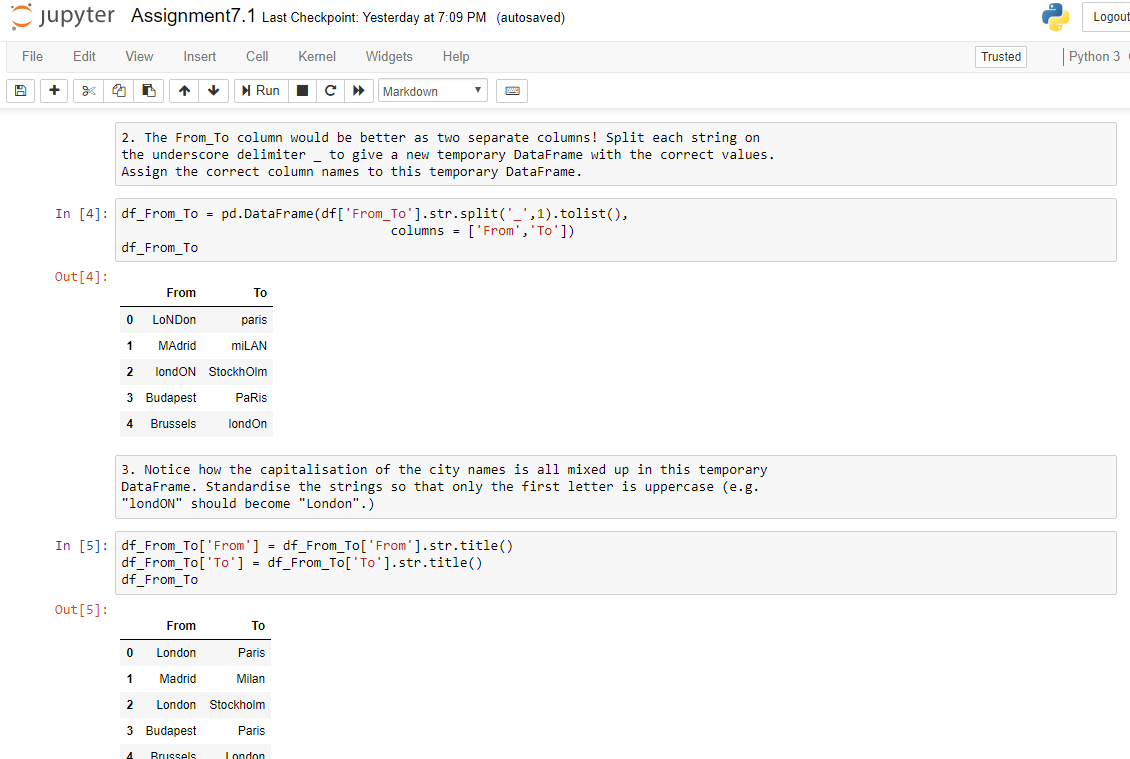 jupyter Assignment7.1 Last Checkpoint: Yesterday at 7:09 PM (autosaved)
Logout
File Edit View Insert Cell Kernel Widgets Help
Trusted
Python 3
Run
Markdown
2. The From_To column would be better as two separate columns! Split each string on
the underscore delimiter _ to give a new temporary DataFrame with the correct values.
Assign the correct column names to this temporary DataFrame.
In [4]: df_From_To = pd.DataFrame(df['From_To'].str.split('_',1).tolist(),
columns = ['From','To'])
df_From_To
Out[4]:
From To
0 LoNDon paris
1 MAdrid miLAN
2 londON StockhOlm
3 Budapest PaRis
4 Brussels londOn
3. Notice how the capitalisation of the city names is all mixed up in this temporary
DataFrame. Standardise the strings so that only the first letter is uppercase (e.g.
"londON" should become "London".)
In [5]: df_From_To['From'] = df_From_To['From'].str.title()
df_From_To['To'] = df_From_To['To'].str.title()
df_From_To
Out[5]:
From To
0 London Paris
1 Madrid Milan
2 London Stockholm
3 Budapest Paris
4 Brussels London